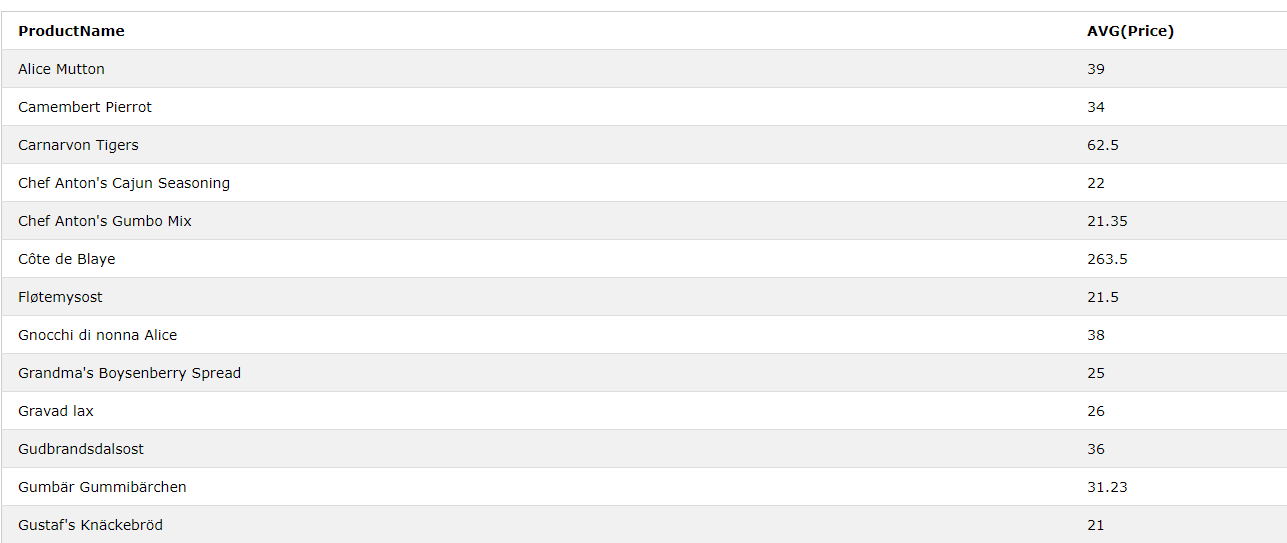 ProductName AVG(Price)
Alice Mutton 39
Camembert Pierrot 34
Carnarvon Tigers 62.5
Chef Anton's Cajun Seasoning 22
Chef Anton's Gumbo Mix 21.35
Côte de Blaye 263.5
Fløtemysost 21.5
Gnocchi di nonna Alice 38
Grandma's Boysenberry Spread 25
Gravad lax 26
Gudbrandsdalsost 36
Gumbär Gummibärchen 31.23
Gustaf's Knäckebröd 21